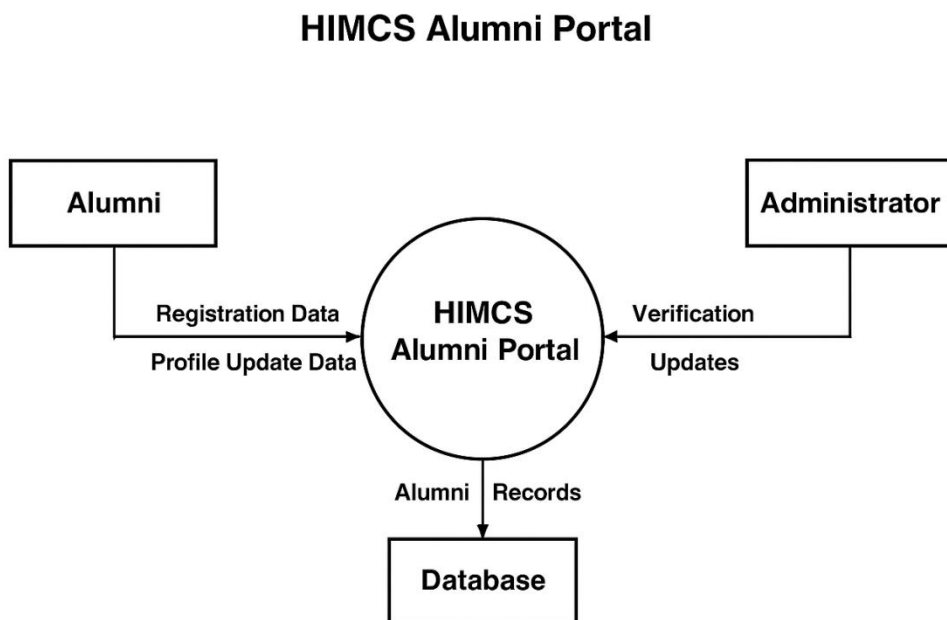 HIMCS Alumni Portal
Alumni
Administrator
Registration Data
Profile Update Data
HIMCS
Alumni Portal
Verification
Updates
Alumni Records
Database